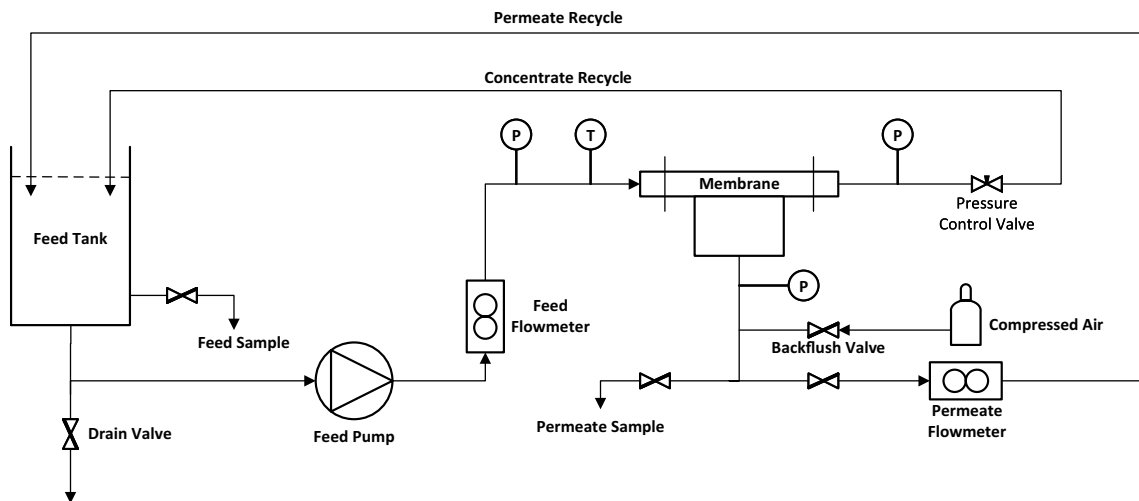 Permeate Recycle
Concentrate Recycle
P
T
P
Membrane
Pressure
Control Valve
Feed Tank
P
Feed
Flowmeter
Compressed Air
Feed Sample
Backflush Valve
Drain Valve
Feed Pump
Permeate Sample
Permeate
Flowmeter